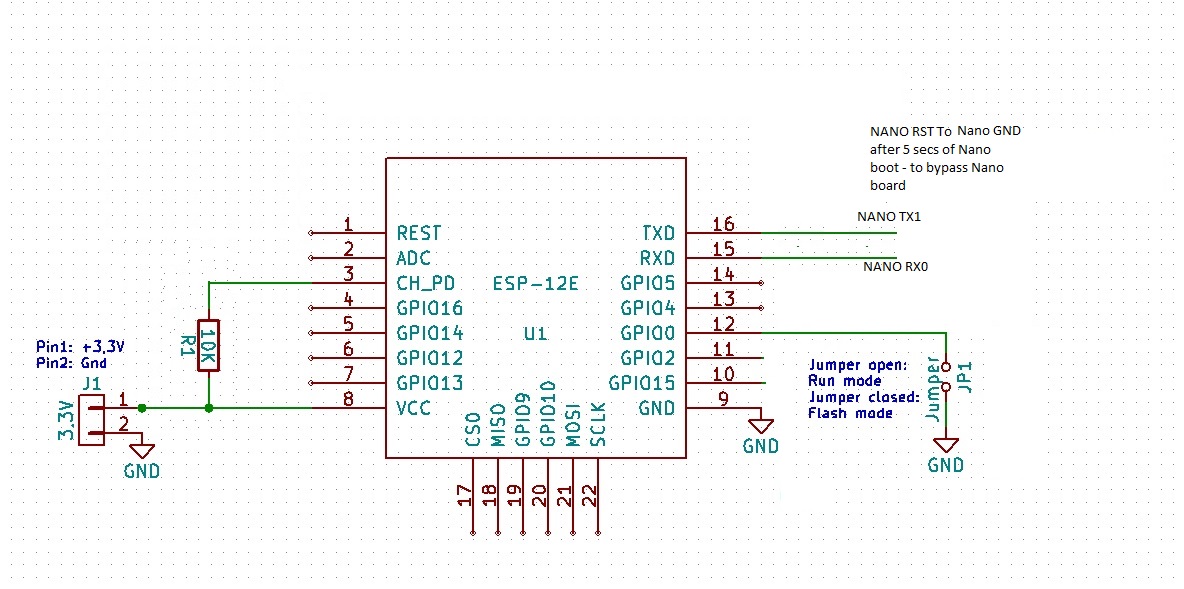 NANO RST To Nano GND
after 5 secs of Nano
boot - to bypass Nano
board
NANO TX1
NANO RX0
1 REST
2 ADC
3 CH_PD
4 GPIO16
5 GPIO14
6 GPIO12
7 GPIO13
8 VCC
ESP-12E
U1
TXD 16
RXD 15
GPIO5 14
GPIO4 13
GPIO0 12
GPIO2 11
GPIO15 10
GND 9
CSO 17
MISO 18
GPIO9 19
GPIO10 20
MOSI 21
SCLK 22
R1
10K
Pin1: +3,3V
Pin2: Gnd
J1
3.3V
1
2
GND
GND
Jumper open:
Run mode
Jumper closed:
Flash mode
Jumper
JP1
GND